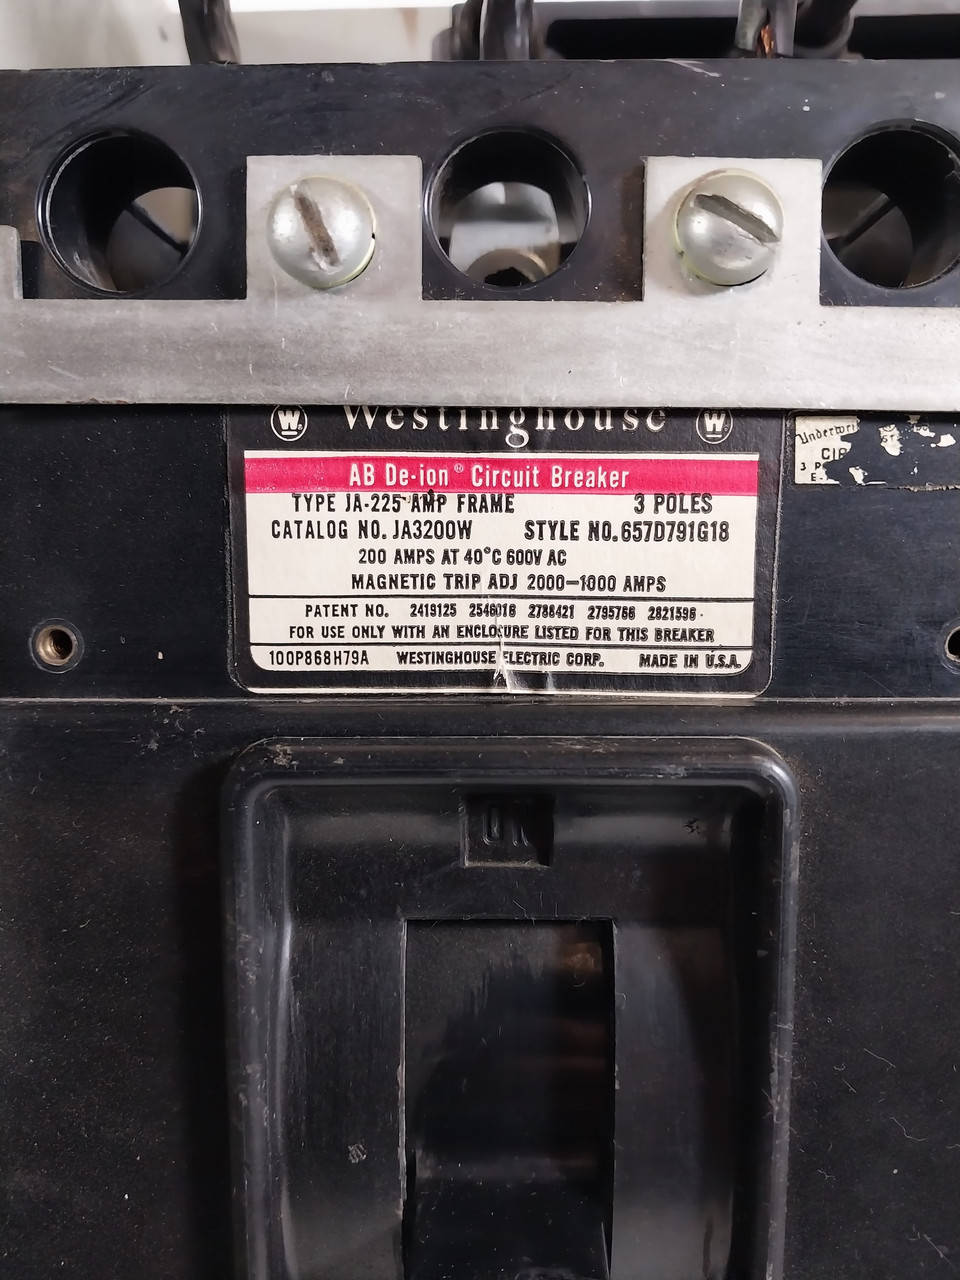 W Westinghouse W
AB De-ion® Circuit Breaker
TYPE JA-225 AMP FRAME 3 POLES
CATALOG NO. JA3200W STYLE NO. 657D791G18
200 AMPS AT 40°C 600V AC
MAGNETIC TRIP ADJ 2000-1000 AMPS
PATENT NO. 2419125 2546016 2788421 2795766 2821596
FOR USE ONLY WITH AN ENCLOSURE LISTED FOR THIS BREAKER
100P868H79A WESTINGHOUSE ELECTRIC CORP. MADE IN U.S.A.
ON